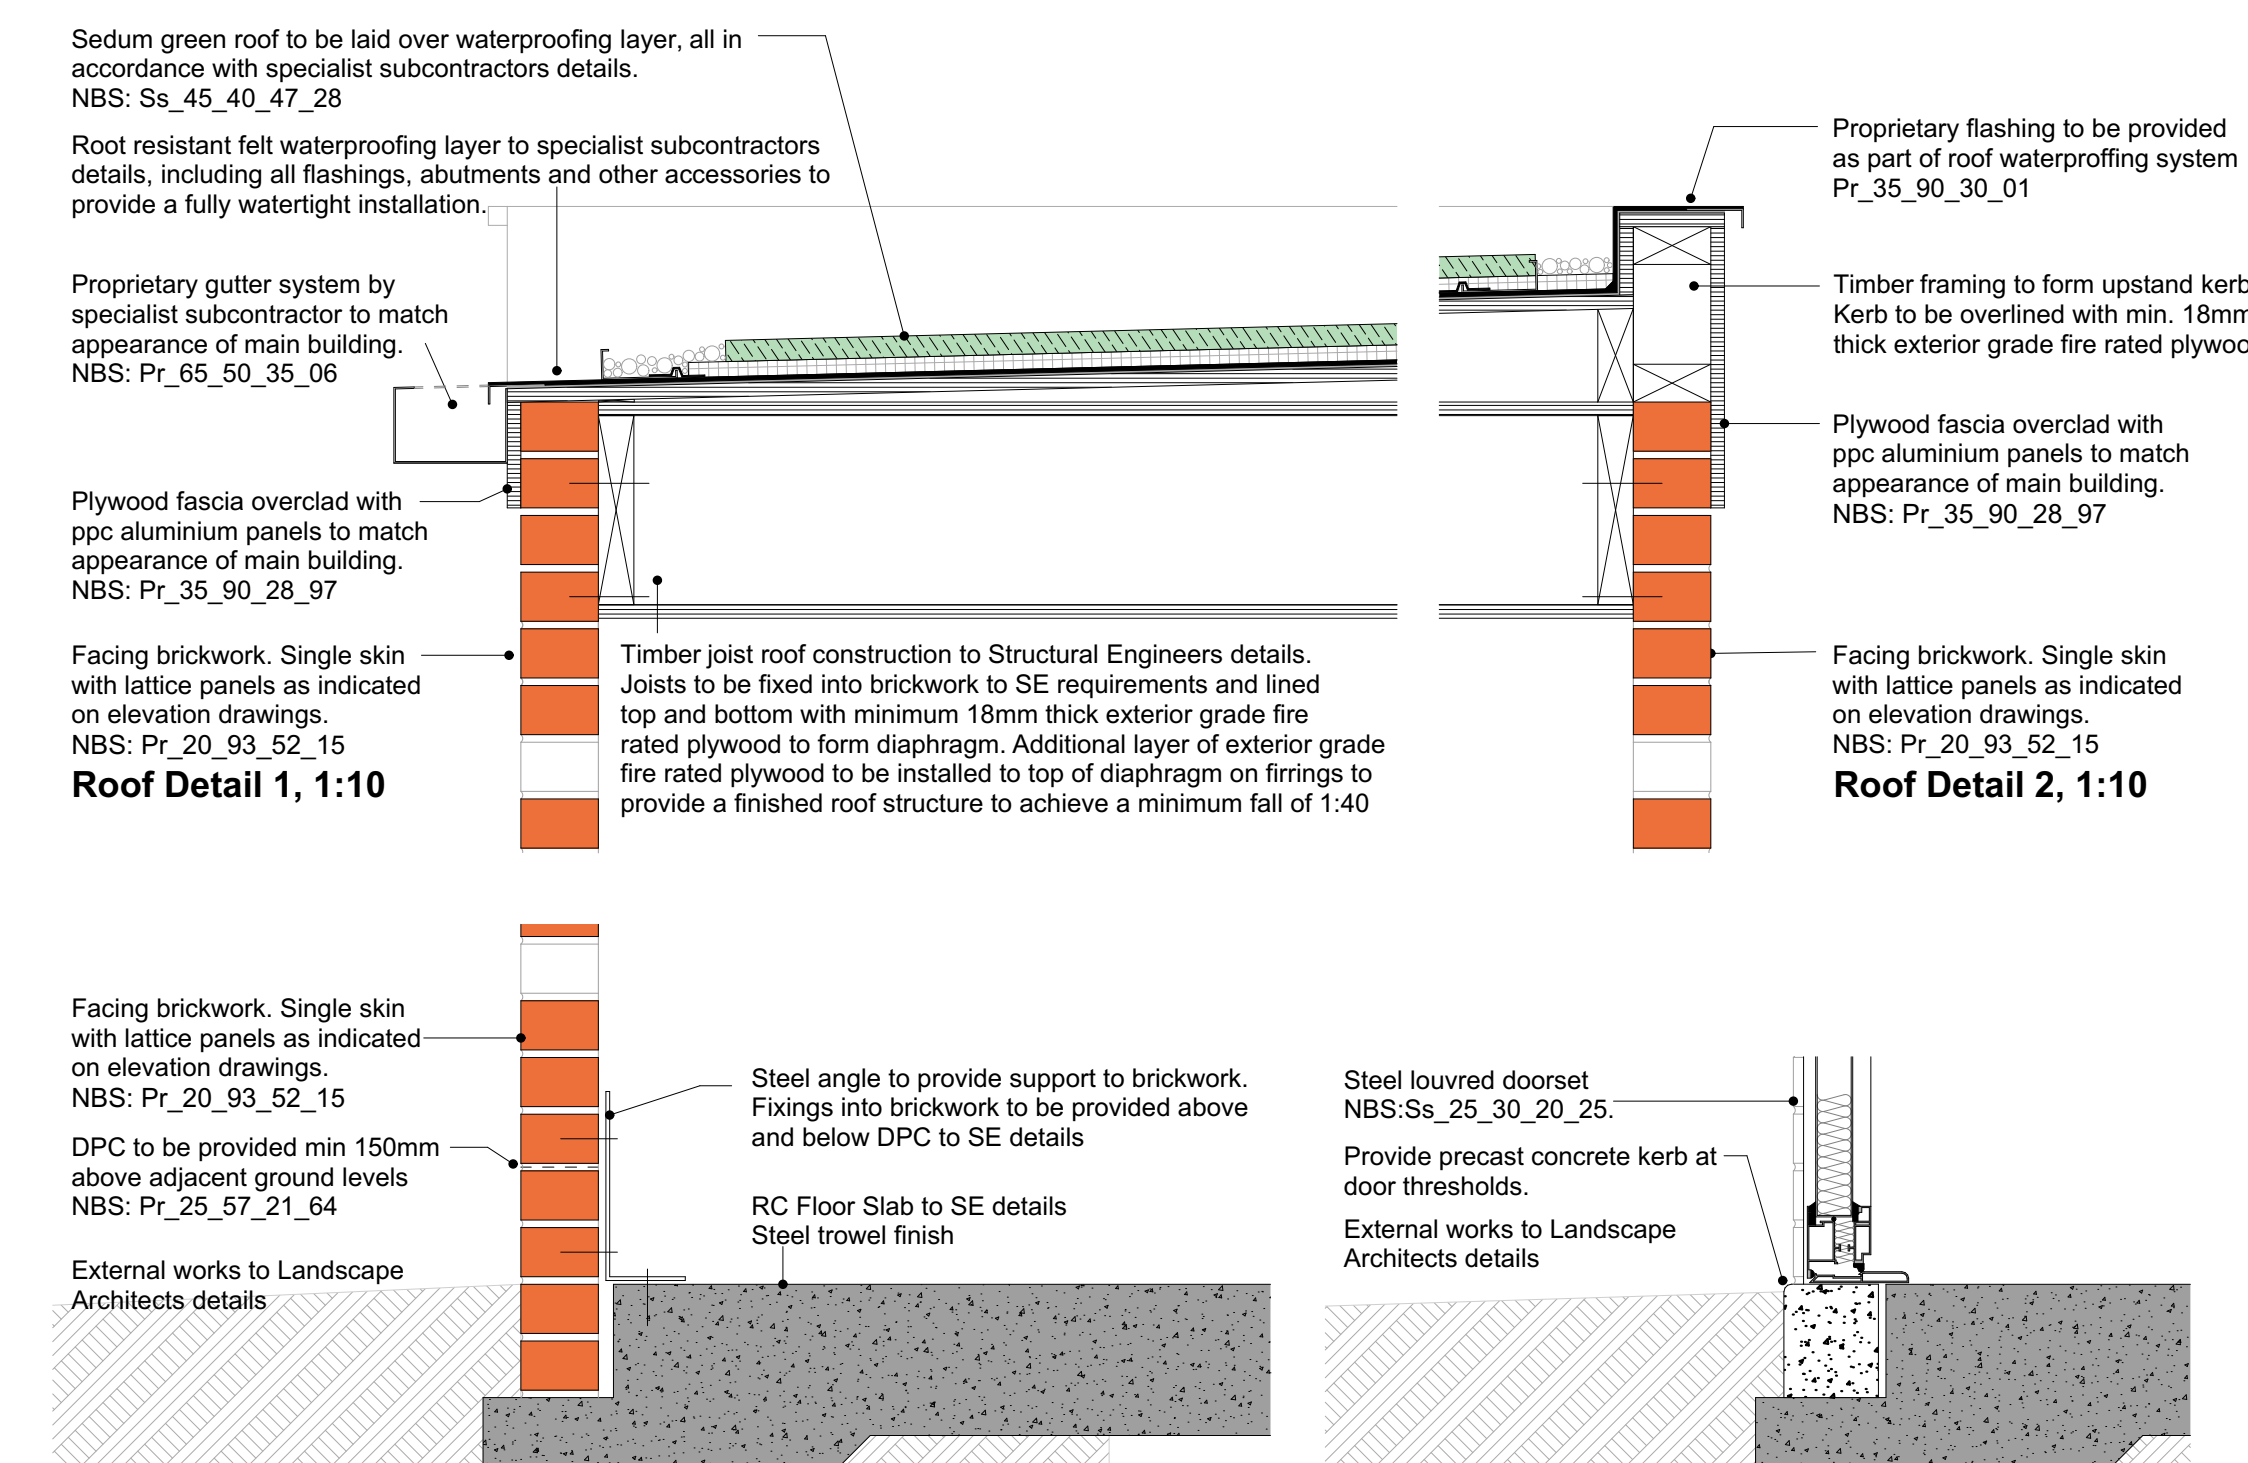 Sedum green roof to be laid over waterproofing layer, all in
accordance with specialist subcontractors details.
NBS: Ss_45_40_47_28
Root resistant felt waterproofing layer to specialist subcontractors
details, including all flashings, abutments and other accessories to
provide a fully watertight installation.
Proprietary gutter system by
specialist subcontractor to match
appearance of main building.
NBS: Pr_65_50_35_06
Plywood fascia overclad with
ppc aluminium panels to match
appearance of main building.
NBS: Pr_35_90_28_97
Facing brickwork. Single skin
with lattice panels as indicated
on elevation drawings.
NBS: Pr_20_93_52_15
Roof Detail 1, 1:10
Timber joist roof construction to Structural Engineers details.
Joists to be fixed into brickwork to SE requirements and lined
top and bottom with minimum 18mm thick exterior grade fire
rated plywood to form diaphragm. Additional layer of exterior grade
fire rated plywood to be installed to top of diaphragm on firrings to
provide a finished roof structure to achieve a minimum fall of 1:40
Proprietary flashing to be provided
as part of roof waterproffing system
Pr_35_90_30_01
Timber framing to form upstand kerb
Kerb to be overlined with min. 18mm
thick exterior grade fire rated plywoo
Plywood fascia overclad with
ppc aluminium panels to match
appearance of main building.
NBS: Pr_35_90_28_97
Facing brickwork. Single skin
with lattice panels as indicated
on elevation drawings.
NBS: Pr_20_93_52_15
Roof Detail 2, 1:10
Facing brickwork. Single skin
with lattice panels as indicated
on elevation drawings.
NBS: Pr_20_93_52_15
DPC to be provided min 150mm
above adjacent ground levels
NBS: Pr_25_57_21_64
External works to Landscape
Architects details
Steel angle to provide support to brickwork.
Fixings into brickwork to be provided above
and below DPC to SE details
RC Floor Slab to SE details
Steel trowel finish
Steel louvred doorset
NBS:Ss_25_30_20_25.
Provide precast concrete kerb at
door thresholds.
External works to Landscape
Architects details